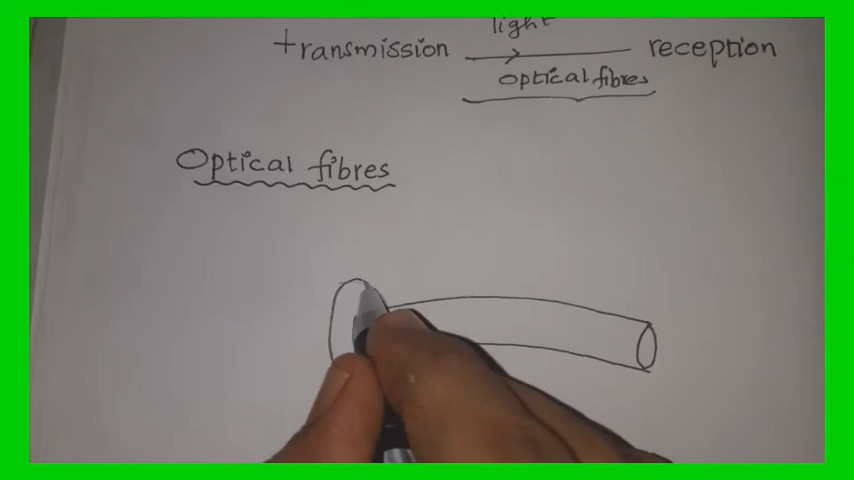 light
transmission → reception
optical fibres
Optical fibres